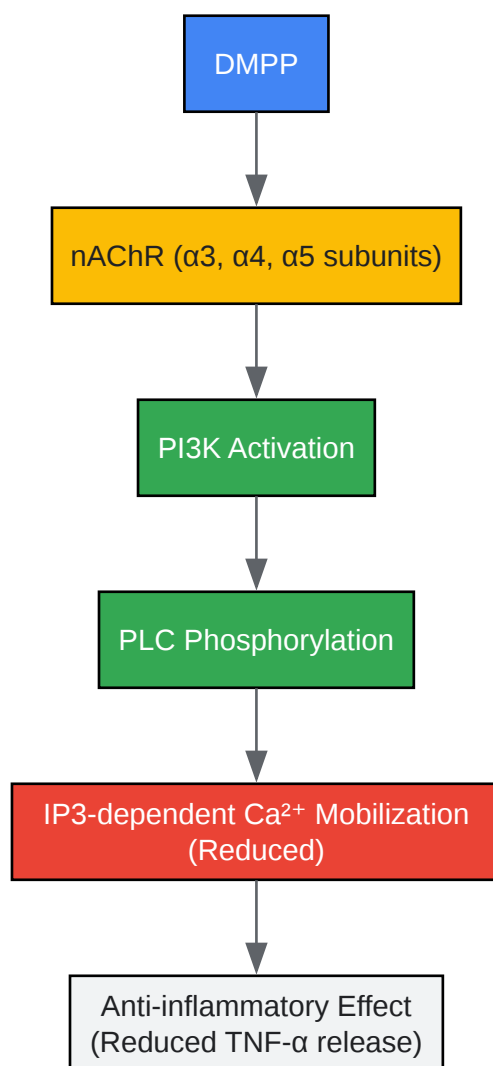 DMPP
nAChR (α3, α4, α5 subunits)
PI3K Activation
PLC Phosphorylation
IP3-dependent Ca²⁺ Mobilization
(Reduced)
Anti-inflammatory Effect
(Reduced TNF-α release)